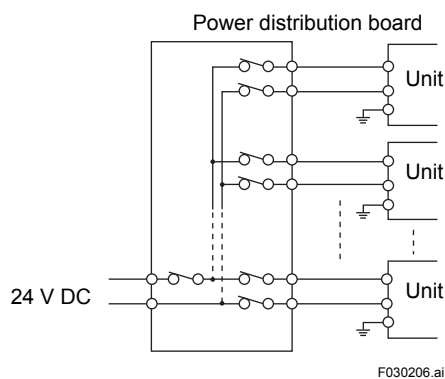 Power distribution board
Unit
Unit
Unit
24 V DC
F030206.ai